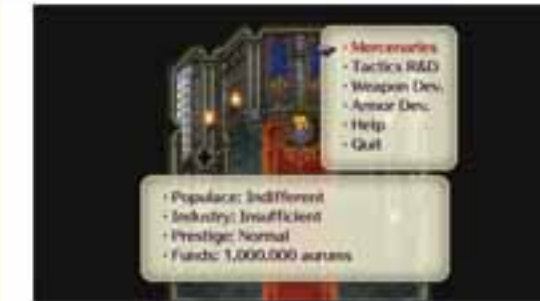 · Mercenaries
· Tactics R&D
· Weapon Dev.
· Armor Dev.
· Help
· Quit
· Populace: Indifferent
· Industry: Insufficient
· Prestige: Normal
· Funds: 1,000,000 aurums